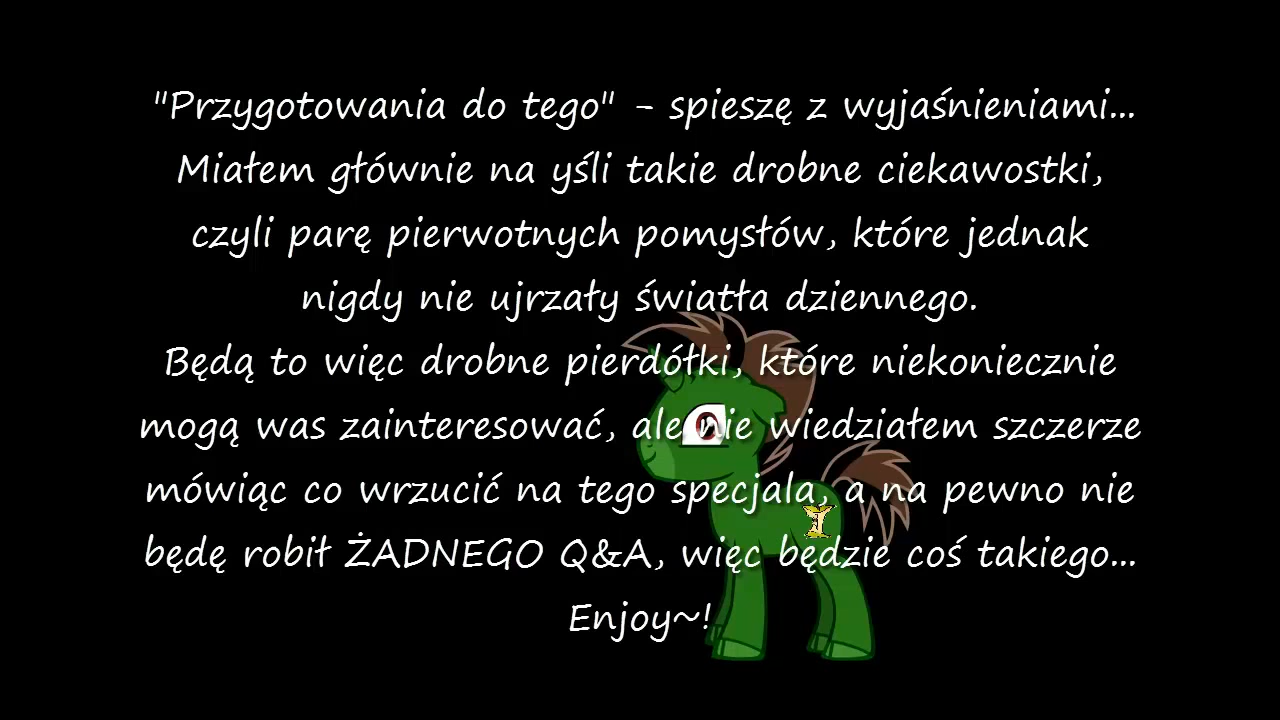 "Przygotowania do tego" - spieszę z wyjaśnieniami...
Miałem głównie na yśli takie drobne ciekawostki,
czyli parę pierwotnych pomysłów, które jednak
nigdy nie ujrzały światła dziennego.
Będą to więc drobne pierdółki, które niekoniecznie
mogą was zainteresować, ale nie wiedziałem szczerze
mówiąc co wrzucić na tego specjala, a na pewno nie
będę robił ŻADNEGO Q&A, więc będzie coś takiego...
Enjoy~!